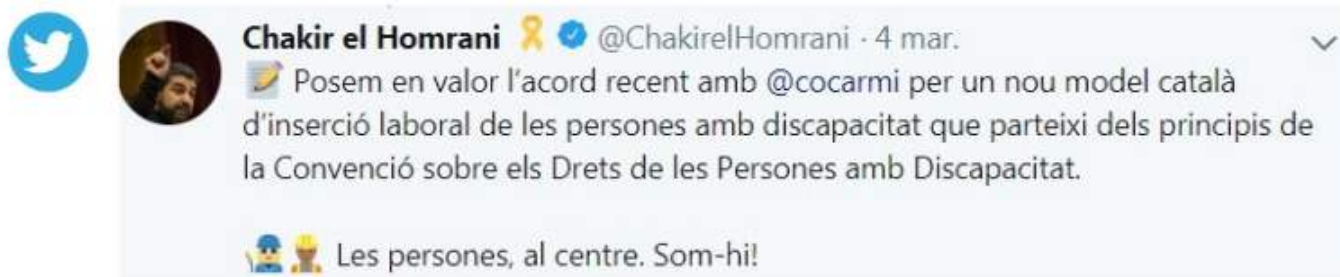 Chakir el Homrani 🎗️ @ChakirelHomrani · 4 mar.
📝 Posem en valor l'acord recent amb @cocarmi per un nou model català
d'inserció laboral de les persones amb discapacitat que parteixi dels principis de
la Convenció sobre els Drets de les Persones amb Discapacitat.
👨‍🏭👷🏽 Les persones, al centre. Som-hi!